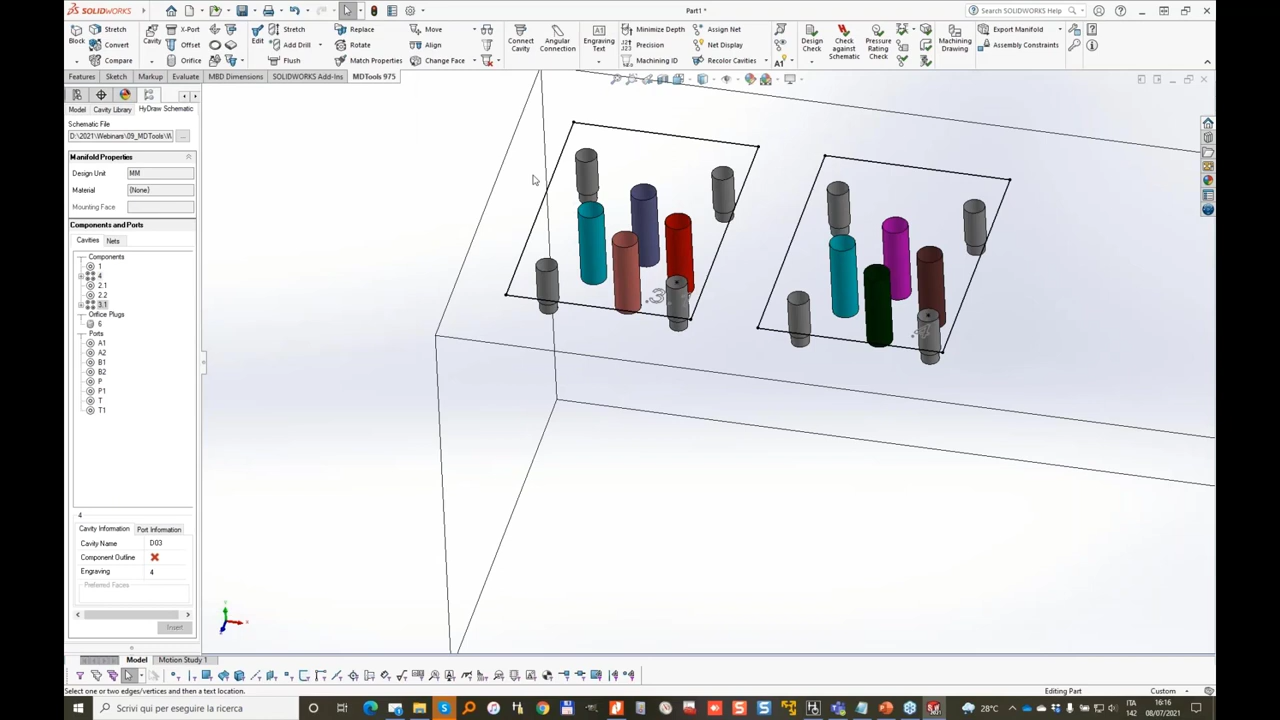 SOLIDWORKS
Part1 *
Search SOLIDWORKS Help
Block
Stretch
Convert
Compare
Cavity
X-Port
Offset
Orifice
Edit
Stretch
Add Drill
Flush
Replace
Rotate
Match Properties
Move
Align
Change Face
Connect Cavity
Angular Connection
Engraving Text
Minimize Depth
Precision
Machining ID
Assign Net
Net Display
Recolor Cavities
Design Check
Check against Schematic
Pressure Rating Check
Machining Drawing
Export Manifold
Assembly Constraints
Features
Sketch
Markup
Evaluate
MBD Dimensions
SOLIDWORKS Add-Ins
MDTools 975
Model
Cavity Library
HyDraw Schematic
Schematic File
D:\2021\Webinars\09_MDTools\W
...
Manifold Properties
Design Unit MM
Material {None}
Mounting Face
Components and Ports
Cavities Nets
Components
1
4
2.1
2.2
3.1
Orifice Plugs
6
Ports
A1
A2
B1
B2
P
P1
T
T1
4
Cavity Information Port Information
Cavity Name D03
Component Outline
Engraving 4
Preferred Faces
Insert
Model Motion Study 1
Select one or two edges/vertices and then a text location.
Editing Part
Custom
Scrivi qui per eseguire la ricerca
28°C
ITA
16:16
08/07/2021